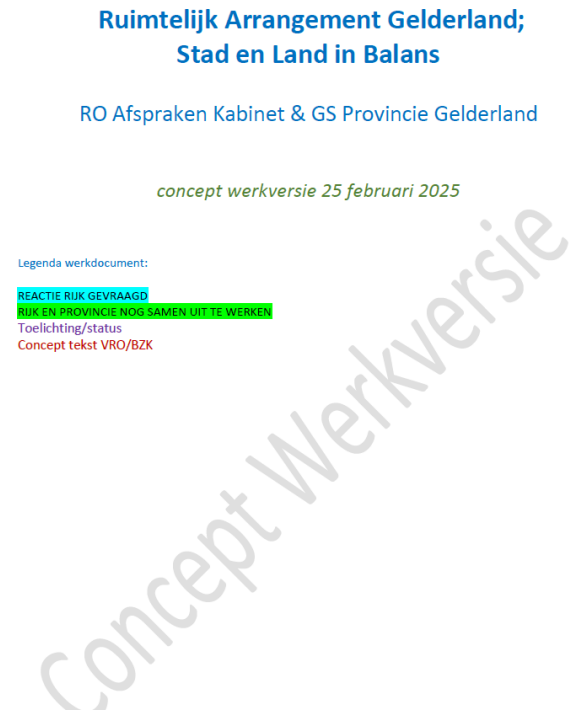 Ruimtelijk Arrangement Gelderland;
Stad en Land in Balans
RO Afspraken Kabinet & GS Provincie Gelderland
concept werkversie 25 februari 2025
Legenda werkdocument:
REACTIE RIJK GEVRAAGD
RIJK EN PROVINCIE NOG SAMEN UIT TE WERKEN
Toelichting/status
Concept tekst VRO/BZK
Concept Werkversie